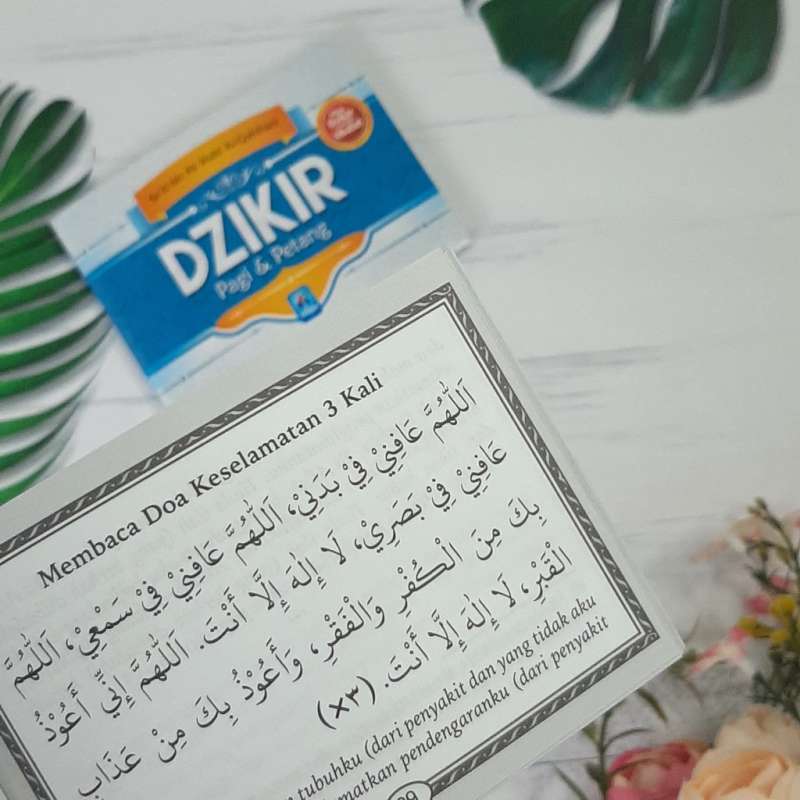 DZIKIR
Pagi & Petang
Membaca Doa Keselamatan 3 Kali
اَللّٰهُمَّ عَافِنِيْ فِيْ بَدَنِيْ، اَللّٰهُمَّ عَافِنِيْ فِيْ سَمْعِيْ، اَللّٰهُمَّ
عَافِنِيْ فِيْ بَصَرِيْ، لَا إِلٰهَ إِلَّا أَنْتَ. اَللّٰهُمَّ إِنِّي أَعُوْذُ
بِكَ مِنَ الْكُفْرِ وَالْفَقْرِ، وَأَعُوْذُ بِكَ مِنْ عَذَابِ
الْقَبْرِ، لَا إِلٰهَ إِلَّا أَنْتَ. (×٣)
tubuhku (dari penyakit dan yang tidak aku
matkan pendengaranku (dari penyakit